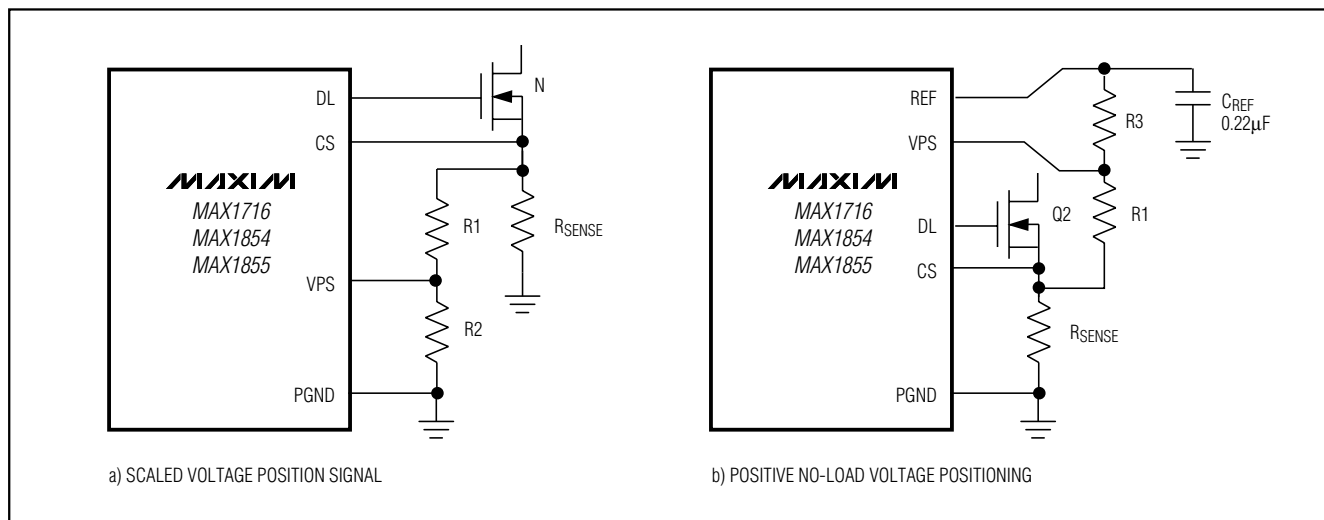 DL
N
CS
MAXIM
MAX1716
MAX1854
MAX1855
R1
RSENSE
VPS
R2
PGND
a) SCALED VOLTAGE POSITION SIGNAL
REF
CREF
0.22µF
R3
VPS
MAXIM
MAX1716
MAX1854
MAX1855
Q2
R1
DL
CS
RSENSE
PGND
b) POSITIVE NO-LOAD VOLTAGE POSITIONING